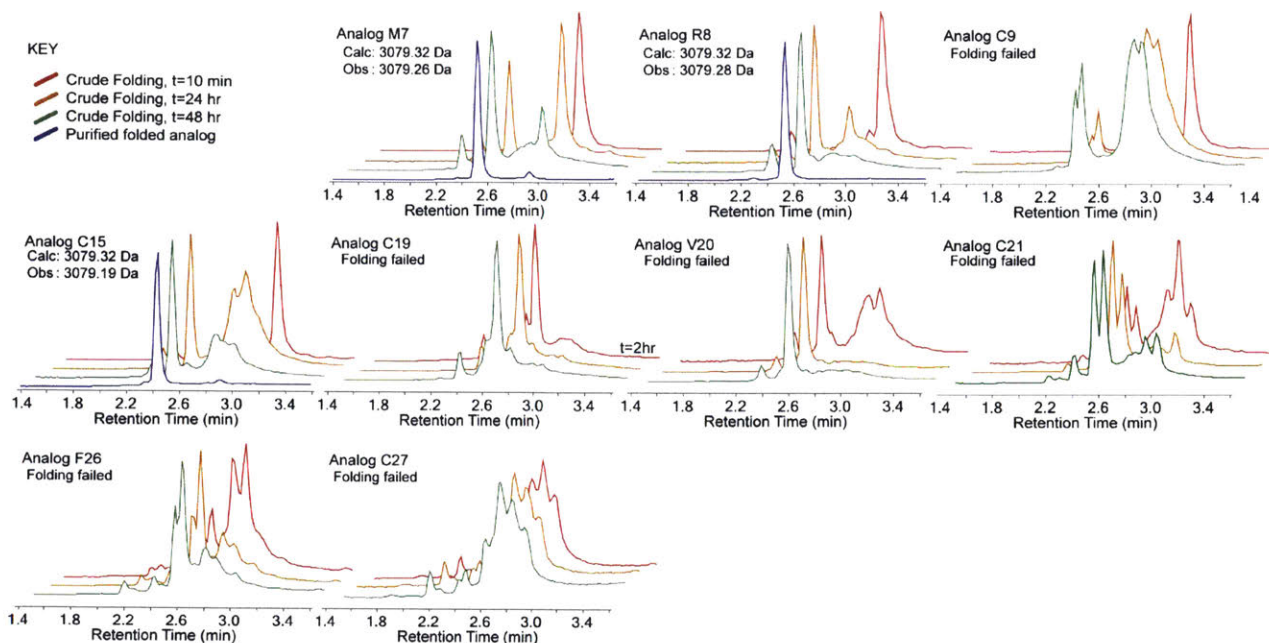 KEY
Crude Folding, t=10 min
Crude Folding, t=24 hr
Crude Folding, t=48 hr
Purified folded analog
Analog M7
Calc: 3079.32 Da
Obs : 3079.26 Da
1.4 1.8 2.2 2.6 3.0 3.4
Retention Time (min)
Analog R8
Calc: 3079.32 Da
Obs : 3079.28 Da
1.4 1.8 2.2 2.6 3.0 3.4
Retention Time (min)
Analog C9
Folding failed
1.4 1.8 2.2 2.6 3.0 3.4 1.4
Retention Time (min)
Analog C15
Calc: 3079.32 Da
Obs : 3079.19 Da
1.4 1.8 2.2 2.6 3.0 3.4
Retention Time (min)
Analog C19
Folding failed
1.4 1.8 2.2 2.6 3.0 3.4
Retention Time (min)
Analog V20
Folding failed
t=2hr
1.4 1.8 2.2 2.6 3.0 3.4
Retention Time (min)
Analog C21
Folding failed
1.4 1.8 2.2 2.6 3.0 3.4
Retention Time (min)
Analog F26
Folding failed
1.4 1.8 2.2 2.6 3.0 3.4
Retention Time (min)
Analog C27
Folding failed
1.4 1.8 2.2 2.6 3.0 3.4
Retention Time (min)